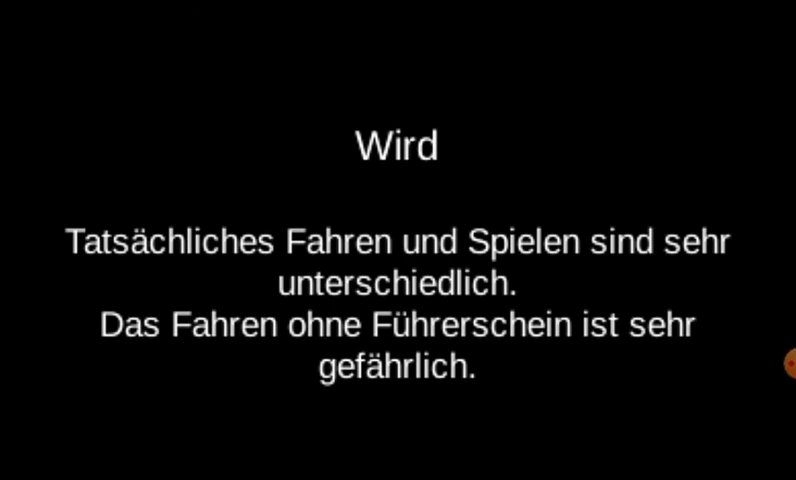 Wird
Tatsächliches Fahren und Spielen sind sehr
unterschiedlich.
Das Fahren ohne Führerschein ist sehr
gefährlich.